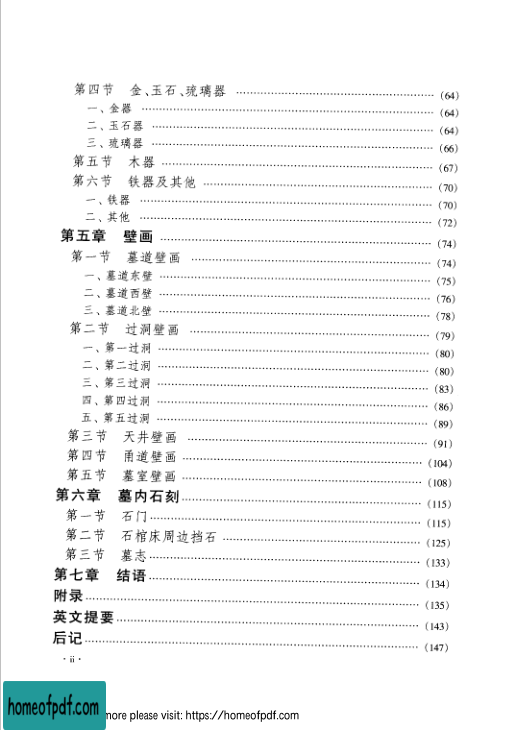 第四节 金、玉石、琉璃器 ……………………………………… (64)
一、金器 ……………………………………… (64)
二、玉石器 ……………………………………… (64)
三、琉璃器 ……………………………………… (66)
第五节 木器 ……………………………………… (67)
第六节 铁器及其他 ……………………………………… (70)
一、铁器 ……………………………………… (70)
二、其他 ……………………………………… (72)
第五章 壁画 ……………………………………… (74)
第一节 墓道壁画 ……………………………………… (74)
一、墓道东壁 ……………………………………… (75)
二、墓道西壁 ……………………………………… (76)
三、墓道北壁 ……………………………………… (78)
第二节 过洞壁画 ……………………………………… (79)
一、第一过洞 ……………………………………… (80)
二、第二过洞 ……………………………………… (80)
三、第三过洞 ……………………………………… (83)
四、第四过洞 ……………………………………… (86)
五、第五过洞 ……………………………………… (89)
第三节 天井壁画 ……………………………………… (91)
第四节 甬道壁画 ……………………………………… (104)
第五节 墓室壁画 ……………………………………… (108)
第六章 墓内石刻 ……………………………………… (115)
第一节 石门 ……………………………………… (115)
第二节 石棺床周边挡石 ……………………………………… (125)
第三节 墓志 ……………………………………… (133)
第七章 结语 ……………………………………… (134)
附录 ……………………………………… (135)
英文提要 ……………………………………… (143)
后记 ……………………………………… (147)
·ii·
homeofpdf.com
more please visit: https://homeofpdf.com